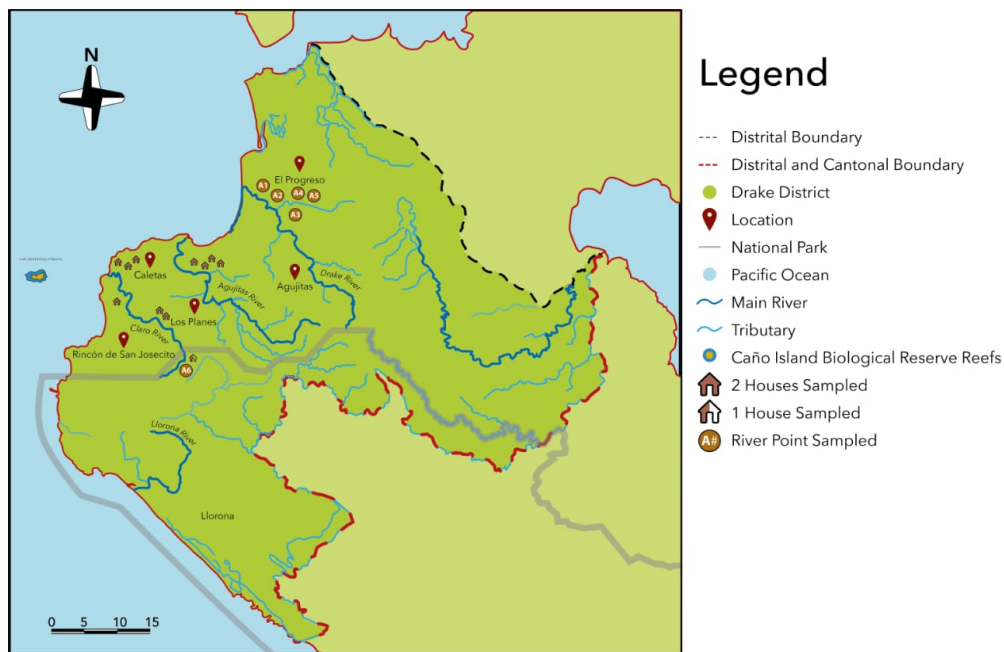 N
El Progreso
A1
A2
A4
A5
A3
Caletas
Agujitas
Drake River
Agujitas River
Los Planes
Claro River
Rincón de San Josecito
A6
Llorona River
Llorona
0 5 10 15
Legend
Distrital Boundary
Distrital and Cantonal Boundary
Drake District
Location
National Park
Pacific Ocean
Main River
Tributary
Caño Island Biological Reserve Reefs
2 Houses Sampled
1 House Sampled
A# River Point Sampled